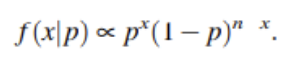 f(x|p) ∝ p^x(1 − p)^{n x}.